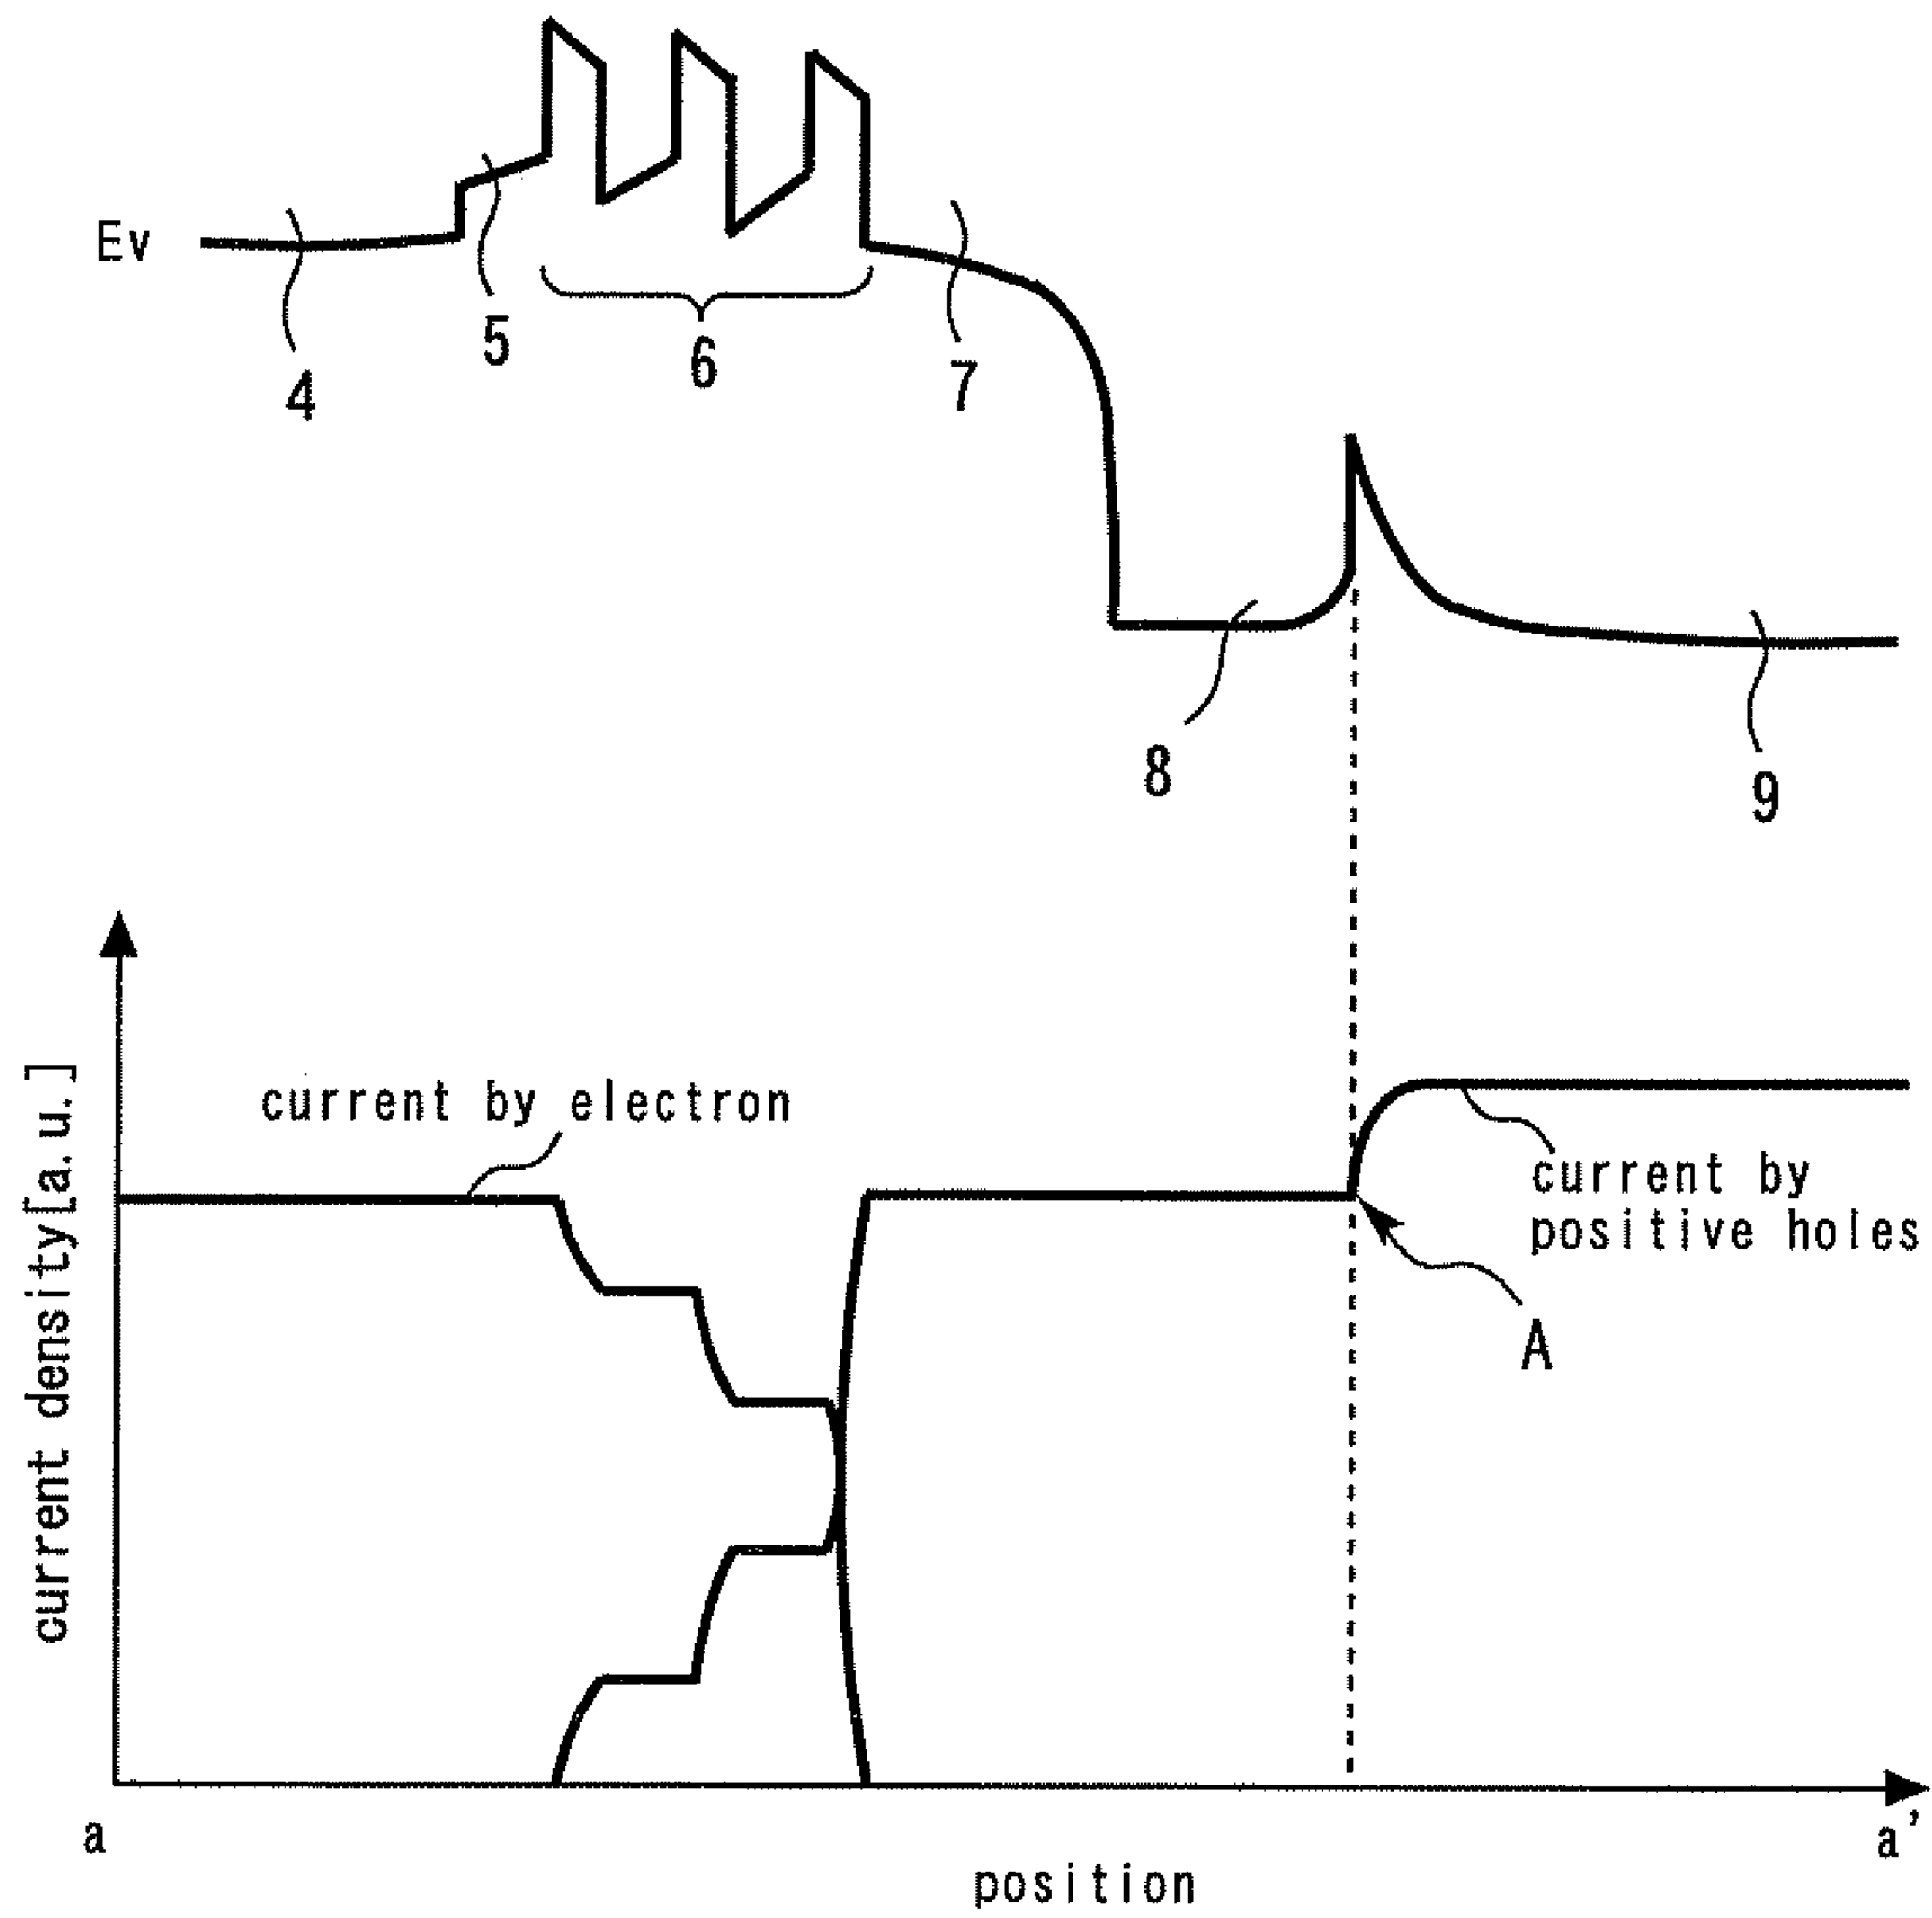 Ev
4
5
6
7
8
9
current density[a.u.]
current by electron
current by
positive holes
A
a
a’
position